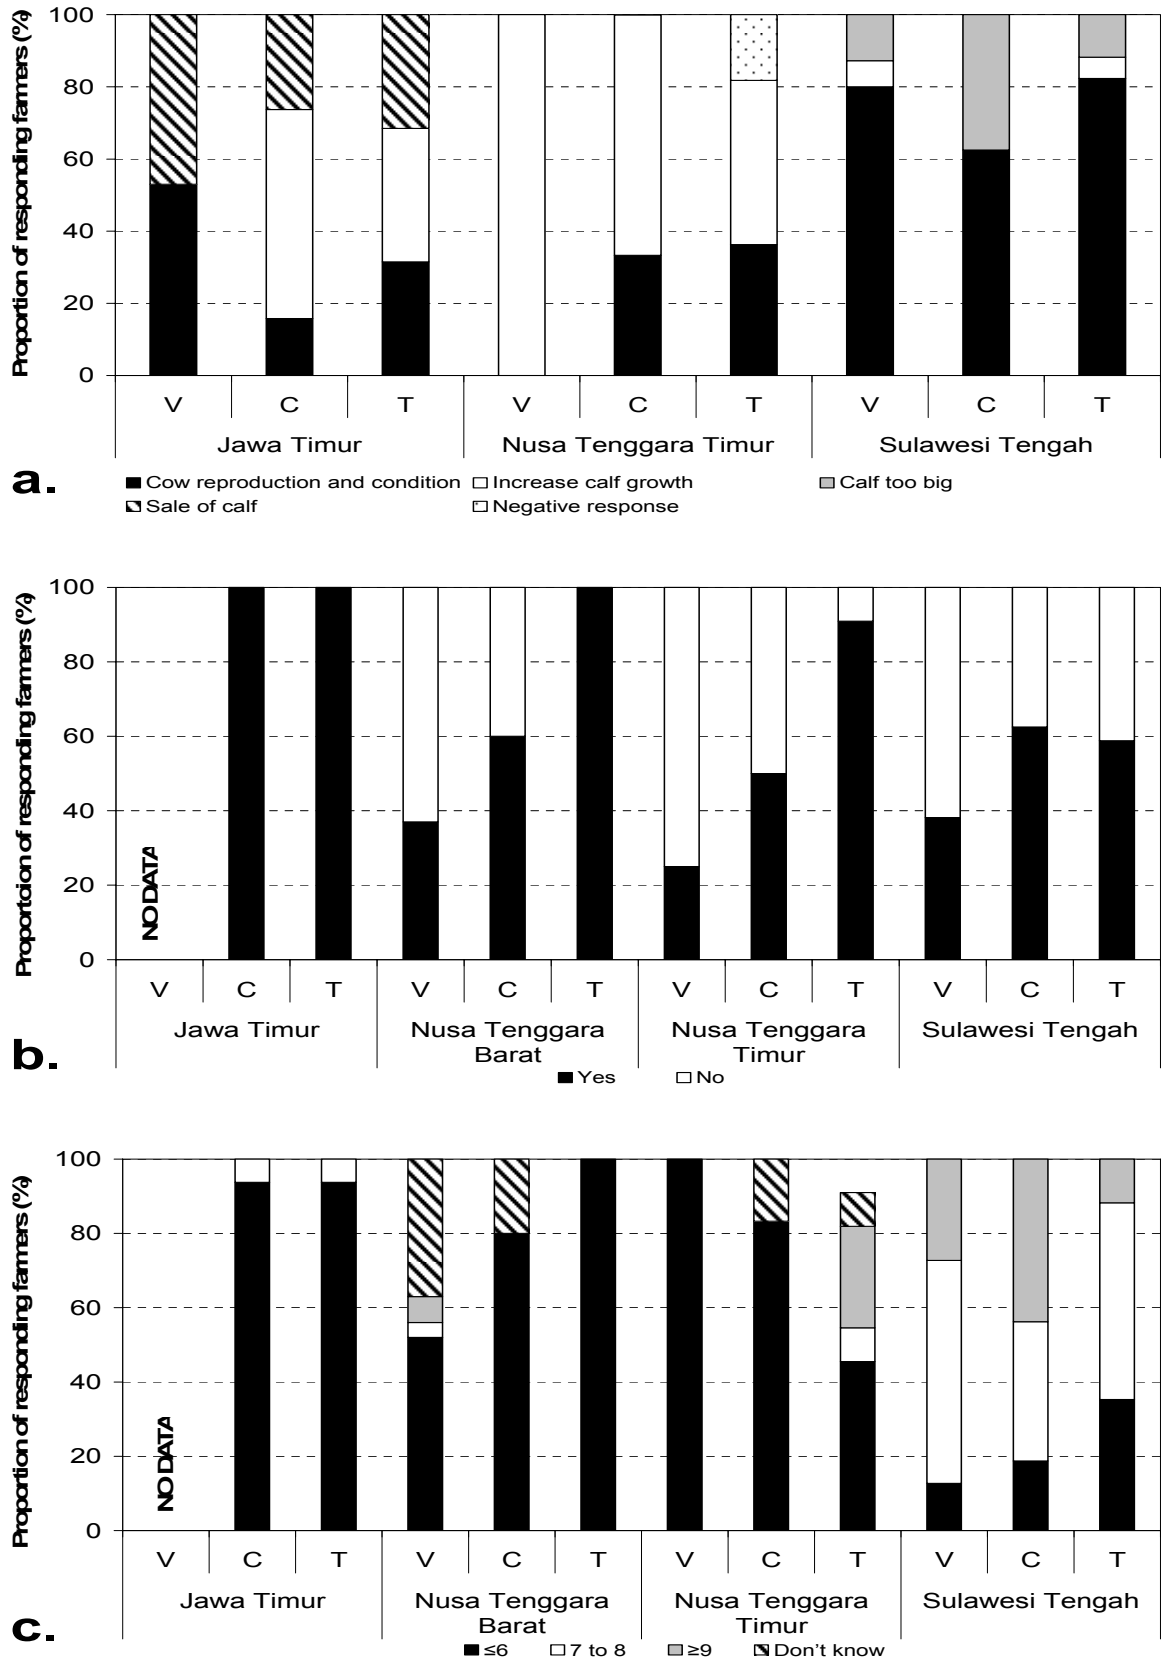 Proportion of responding farmers (%)
100
80
60
40
20
0
V C T V C T V C T
Jawa Timur Nusa Tenggara Timur Sulawesi Tengah
a.
Cow reproduction and condition Increase calf growth Calf too big
Sale of calf Negative response
Proportcion of responding farmers (%)
100
80
60
40
20
0
NO DATA
V C T V C T V C T V C T
Jawa Timur Nusa Tenggara Nusa Tenggara Sulawesi Tengah
Barat Timur
b.
Yes No
Proportion of responding farmers (%)
100
80
60
40
20
0
NO DATA
V C T V C T V C T V C T
Jawa Timur Nusa Tenggara Nusa Tenggara Sulawesi Tengah
Barat Timur
c.
≤6 7 to 8 ≥9 Don't know